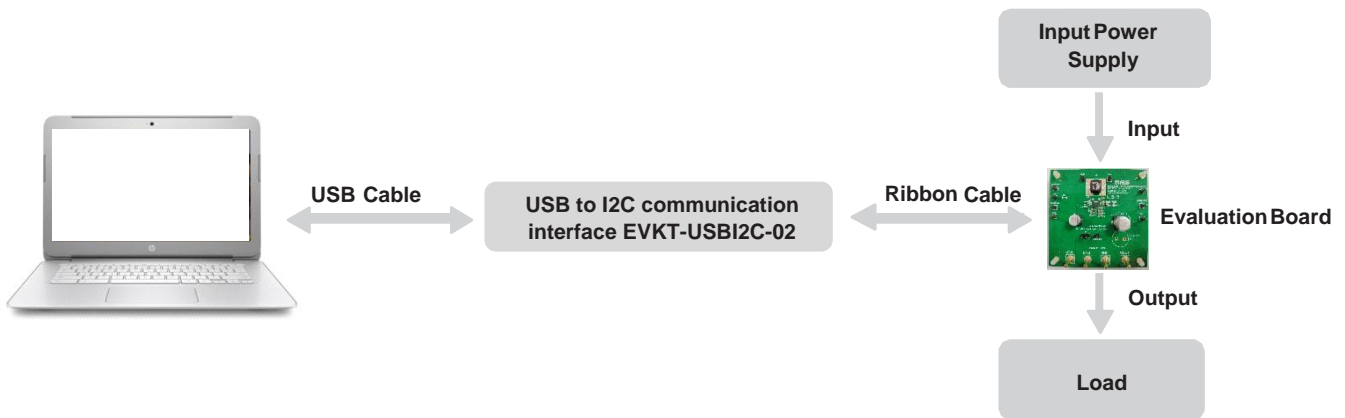 Input Power
Supply
Input
USB Cable
USB to I2C communication
interface EVKT-USBI2C-02
Ribbon Cable
Evaluation Board
Output
Load